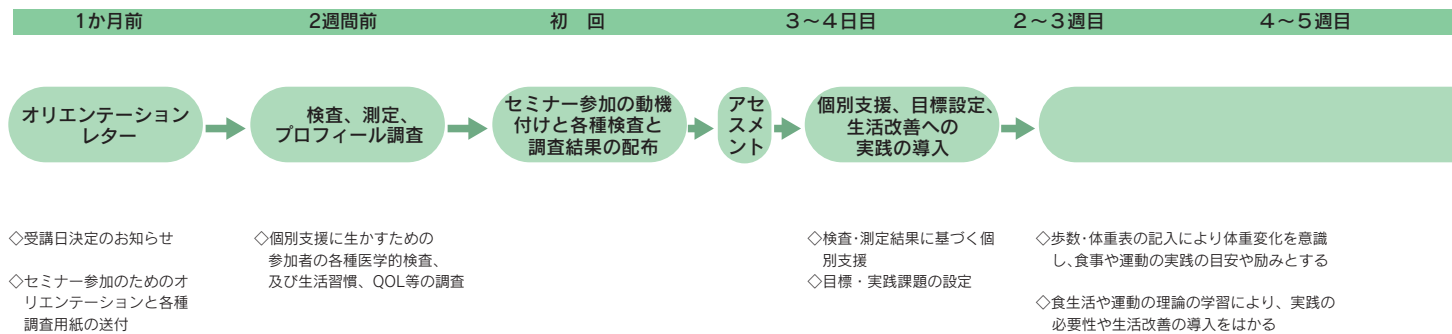 1か月前
2週間前
初　回
3～4日目
2～3週目
4～5週目
オリエンテーション
レター
検査、測定、
プロフィール調査
セミナー参加の動機
付けと各種検査と
調査結果の配布
アセ
スメ
ント
個別支援、目標設定、
生活改善への
実践の導入
◇受講日決定のお知らせ
◇セミナー参加のためのオ
リエンテーションと各種
調査用紙の送付
◇個別支援に生かすための
参加者の各種医学的検査、
及び生活習慣、QOL等の調査
◇検査・測定結果に基づく個
別支援
◇目標・実践課題の設定
◇歩数・体重表の記入により体重変化を意識
し、食事や運動の実践の目安や励みとする
◇食生活や運動の理論の学習により、実践の
必要性や生活改善の導入をはかる